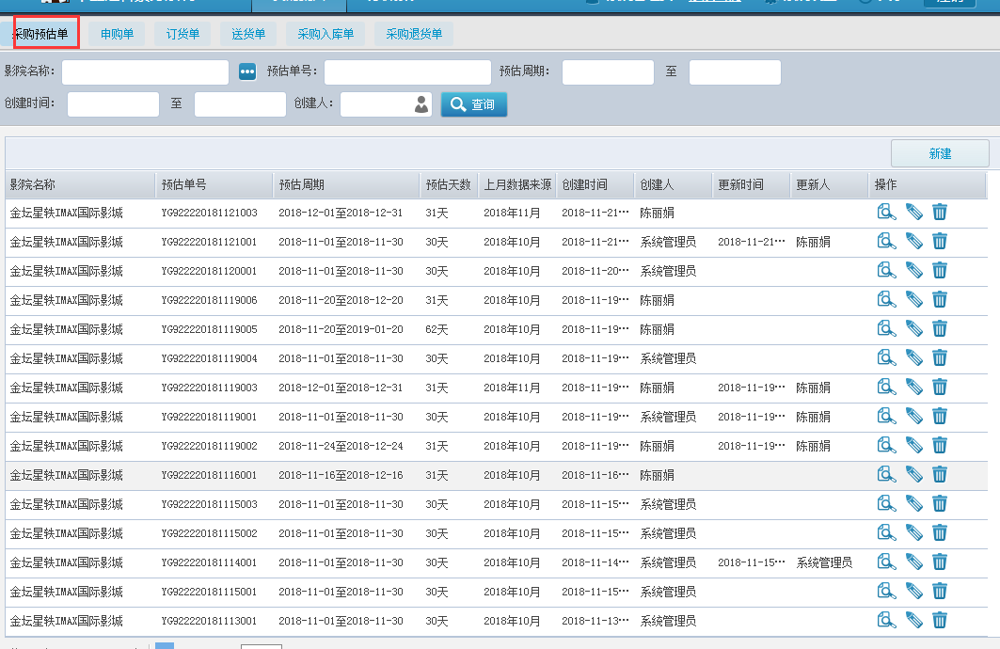 采购预估单 申购单 订货单 送货单 采购入库单 采购退货单
影院名称: 预估单号: 预估周期: 至
创建时间: 至 创建人: 查询
新建
影院名称 预估单号 预估周期 预估天数 上月数据来源 创建时间 创建人 更新时间 更新人 操作
金坛星轶IMAX国际影城 YG922220181121003 2018-12-01至2018-12-31 31天 2018年11月 2018-11-21… 陈丽娟
金坛星轶IMAX国际影城 YG922220181121001 2018-11-01至2018-11-30 30天 2018年10月 2018-11-21… 系统管理员 2018-11-21… 陈丽娟
金坛星轶IMAX国际影城 YG922220181120001 2018-11-01至2018-11-30 30天 2018年10月 2018-11-20… 系统管理员
金坛星轶IMAX国际影城 YG922220181119006 2018-11-20至2018-12-20 31天 2018年10月 2018-11-19… 陈丽娟
金坛星轶IMAX国际影城 YG922220181119005 2018-11-20至2019-01-20 62天 2018年10月 2018-11-19… 陈丽娟
金坛星轶IMAX国际影城 YG922220181119004 2018-11-01至2018-11-30 30天 2018年10月 2018-11-19… 系统管理员
金坛星轶IMAX国际影城 YG922220181119003 2018-12-01至2018-12-31 31天 2018年11月 2018-11-19… 陈丽娟 2018-11-19… 陈丽娟
金坛星轶IMAX国际影城 YG922220181119001 2018-11-01至2018-11-30 30天 2018年10月 2018-11-19… 系统管理员 2018-11-19… 陈丽娟
金坛星轶IMAX国际影城 YG922220181119002 2018-11-24至2018-12-24 31天 2018年10月 2018-11-19… 陈丽娟 2018-11-19… 陈丽娟
金坛星轶IMAX国际影城 YG922220181116001 2018-11-16至2018-12-16 31天 2018年10月 2018-11-16… 陈丽娟
金坛星轶IMAX国际影城 YG922220181115003 2018-11-01至2018-11-30 30天 2018年10月 2018-11-15… 系统管理员
金坛星轶IMAX国际影城 YG922220181115002 2018-11-01至2018-11-30 30天 2018年10月 2018-11-15… 系统管理员
金坛星轶IMAX国际影城 YG922220181114001 2018-11-01至2018-11-30 30天 2018年10月 2018-11-14… 系统管理员 2018-11-15… 系统管理员
金坛星轶IMAX国际影城 YG922220181115001 2018-11-01至2018-11-30 30天 2018年10月 2018-11-15… 系统管理员
金坛星轶IMAX国际影城 YG922220181113001 2018-11-01至2018-11-30 30天 2018年10月 2018-11-13… 系统管理员